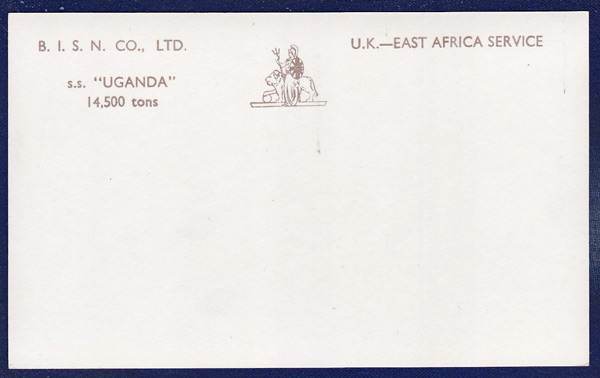 B. I. S. N. CO., LTD.
U.K.—EAST AFRICA SERVICE
s.s. "UGANDA"
14,500 tons